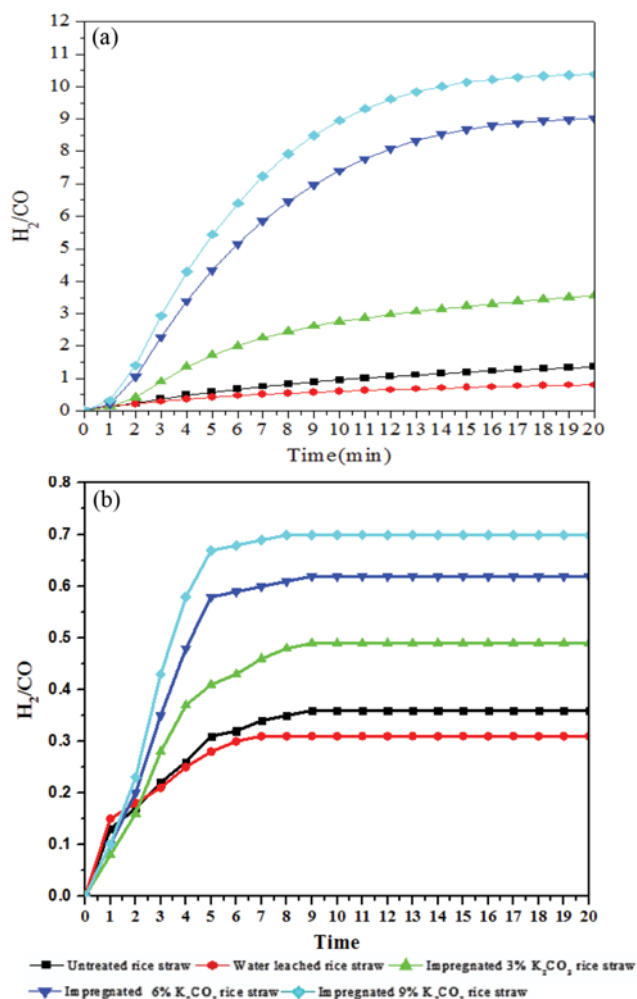 (a)
12
11
10
9
8
7
6
5
4
3
2
1
0
H₂/CO
0 1 2 3 4 5 6 7 8 9 10 11 12 13 14 15 16 17 18 19 20
Time(min)
(b)
0.8
0.7
0.6
0.5
0.4
0.3
0.2
0.1
0.0
H₂/CO
0 1 2 3 4 5 6 7 8 9 10 11 12 13 14 15 16 17 18 19 20
Time
Untreated rice straw Water leached rice straw Impregnated 3% K₂CO₃ rice straw
Impregnated 6% K₂CO₃ rice straw Impregnated 9% K₂CO₃ rice straw